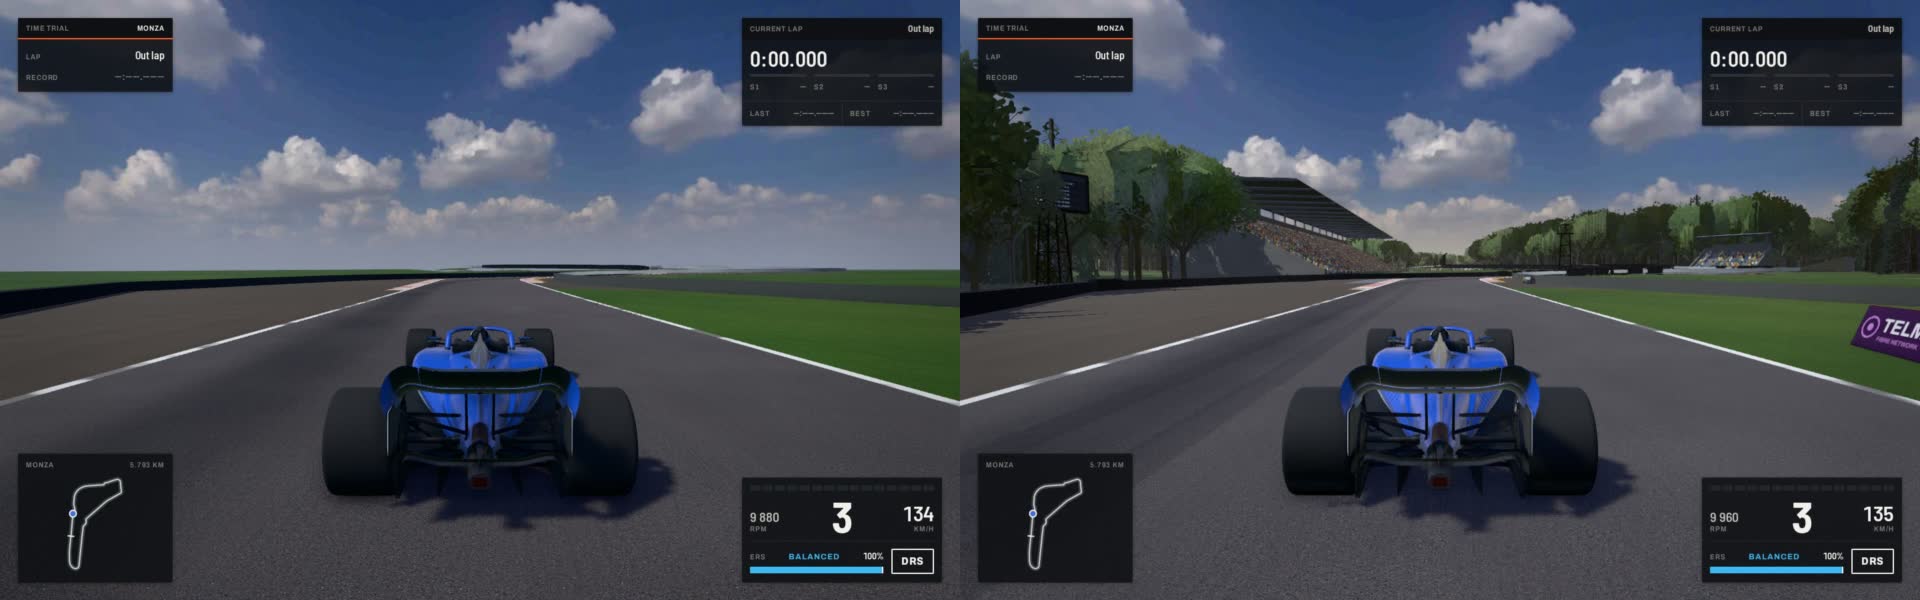 TIME TRIAL MONZA
LAP Out lap
RECORD -:--.---
CURRENT LAP Out lap
0:00.000
S1 – S2 – S3 –
LAST -:--.--- BEST -:--.---
MONZA 5.793 KM
9 880 RPM 3 134 KM/H
ERS BALANCED 100% DRS
TIME TRIAL MONZA
LAP Out lap
RECORD -:--.---
CURRENT LAP Out lap
0:00.000
S1 – S2 – S3 –
LAST -:--.--- BEST -:--.---
TELM
FIBRE NETWORK
MONZA 5.793 KM
9 960 RPM 3 135 KM/H
ERS BALANCED 100% DRS